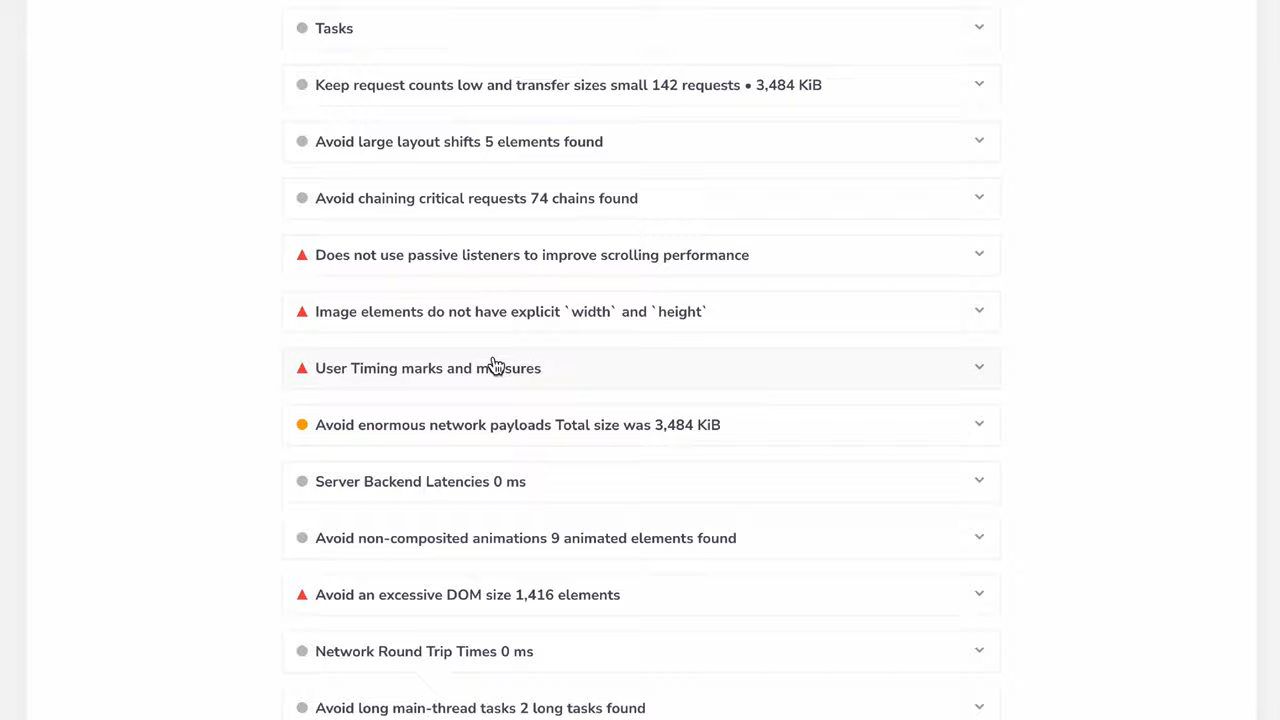 Tasks
Keep request counts low and transfer sizes small 142 requests • 3,484 KiB
Avoid large layout shifts 5 elements found
Avoid chaining critical requests 74 chains found
Does not use passive listeners to improve scrolling performance
Image elements do not have explicit `width` and `height`
User Timing marks and measures
Avoid enormous network payloads Total size was 3,484 KiB
Server Backend Latencies 0 ms
Avoid non-composited animations 9 animated elements found
Avoid an excessive DOM size 1,416 elements
Network Round Trip Times 0 ms
Avoid long main-thread tasks 2 long tasks found